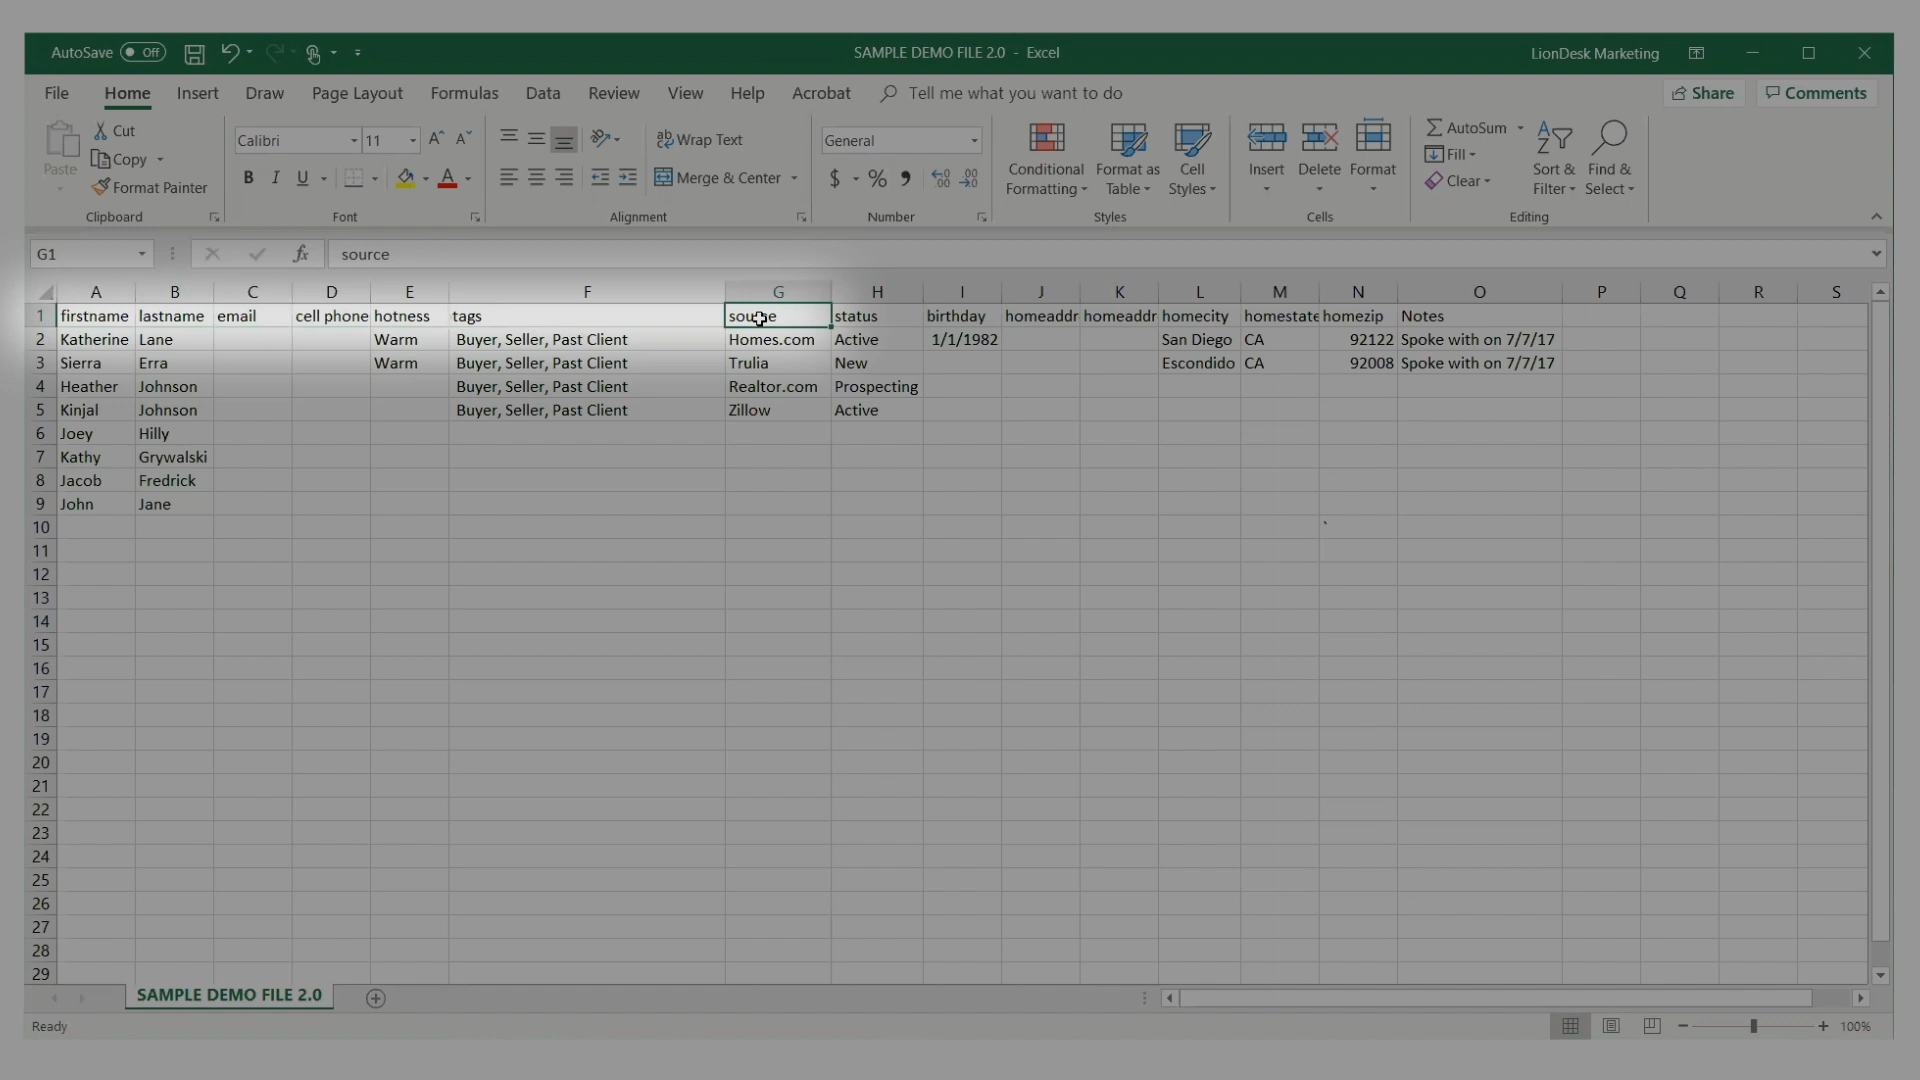 AutoSave Off SAMPLE DEMO FILE 2.0 - Excel LionDesk Marketing
File Home Insert Draw Page Layout Formulas Data Review View Help Acrobat Tell me what you want to do Share Comments
Paste
Cut
Copy
Format Painter
Clipboard
Calibri 11
B I U
Font
Wrap Text
Merge & Center
Alignment
General
$ % ,
Number
Conditional Formatting
Format as Table
Cell Styles
Styles
Insert Delete Format
Cells
AutoSum
Fill
Clear
Sort & Filter
Find & Select
Editing
G1 fx source
A B C D E F G H I J K L M N O P Q R S
1 firstname lastname email cell phone hotness tags source status birthday homeaddr homeaddr homecity homestate homezip Notes
2 Katherine Lane Warm Buyer, Seller, Past Client Homes.com Active 1/1/1982 San Diego CA 92122 Spoke with on 7/7/17
3 Sierra Erra Warm Buyer, Seller, Past Client Trulia New Escondido CA 92008 Spoke with on 7/7/17
4 Heather Johnson Buyer, Seller, Past Client Realtor.com Prospecting
5 Kinjal Johnson Buyer, Seller, Past Client Zillow Active
6 Joey Hilly
7 Kathy Grywalski
8 Jacob Fredrick
9 John Jane
10
11
12
13
14
15
16
17
18
19
20
21
22
23
24
25
26
27
28
29
SAMPLE DEMO FILE 2.0
Ready 100%